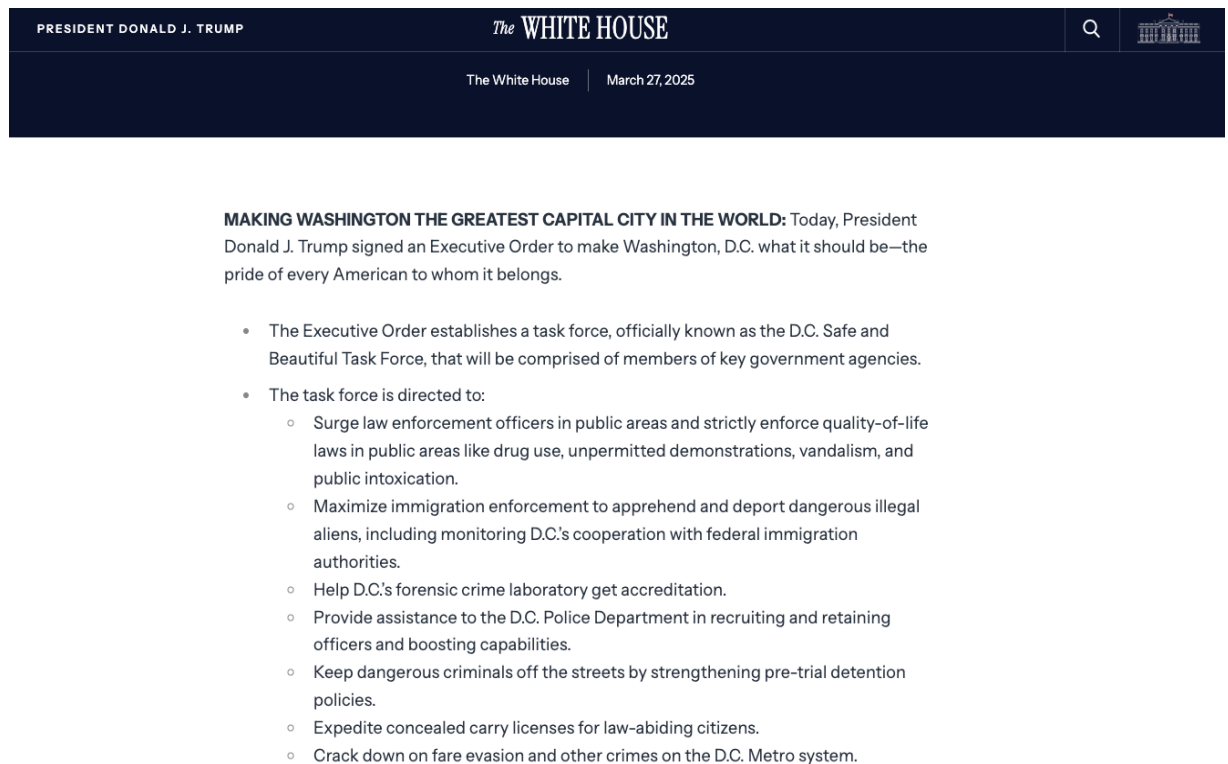 PRESIDENT DONALD J. TRUMP
The WHITE HOUSE
The White House
March 27, 2025
MAKING WASHINGTON THE GREATEST CAPITAL CITY IN THE WORLD: Today, President
Donald J. Trump signed an Executive Order to make Washington, D.C. what it should be—the
pride of every American to whom it belongs.
• The Executive Order establishes a task force, officially known as the D.C. Safe and
Beautiful Task Force, that will be comprised of members of key government agencies.
• The task force is directed to:
○ Surge law enforcement officers in public areas and strictly enforce quality-of-life
laws in public areas like drug use, unpermitted demonstrations, vandalism, and
public intoxication.
○ Maximize immigration enforcement to apprehend and deport dangerous illegal
aliens, including monitoring D.C.’s cooperation with federal immigration
authorities.
○ Help D.C.’s forensic crime laboratory get accreditation.
○ Provide assistance to the D.C. Police Department in recruiting and retaining
officers and boosting capabilities.
○ Keep dangerous criminals off the streets by strengthening pre-trial detention
policies.
○ Expedite concealed carry licenses for law-abiding citizens.
○ Crack down on fare evasion and other crimes on the D.C. Metro system.